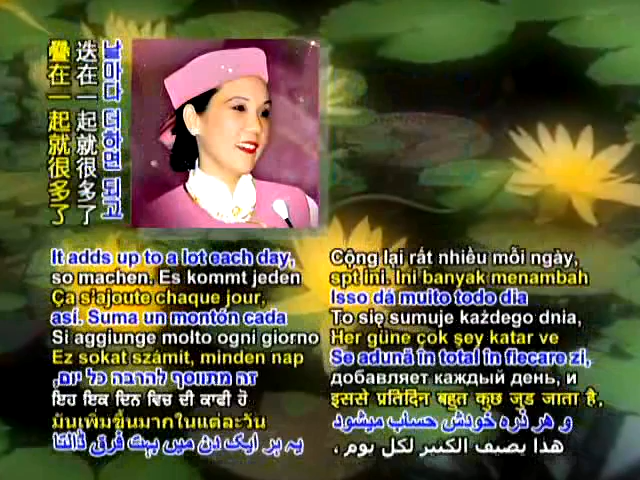 疊在一起就很多了
迭在一起就很多了
날마다 더하면 되고
It adds up to a lot each day,
so machen. Es kommt jeden
Ça s'ajoute chaque jour,
así. Suma un montón cada
Si aggiunge molto ogni giorno
Ez sokat számít, minden nap
זה מתווסף להרבה כל יום,
ਇਹ ਇਕ ਦਿਨ ਵਿਚ ਦੀ ਕਾਫੀ ਹੋ
มันเพิ่มขึ้นมากในแต่ละวัน
یہ ہر ایک دن میں بہت فرق ڈالتا
Cộng lại rất nhiều mỗi ngày,
spt ini. Ini banyak menambah
Isso dá muito todo dia
To się sumuje każdego dnia,
Her güne çok şey katar ve
Se adună în total în fiecare zi,
добавляет каждый день, и
इससे प्रतिदिन बहुत कुछ जुड जाता है,
و هر ذره خودش حساب میشود
هذا يضيف الكثير لكل يوم ،